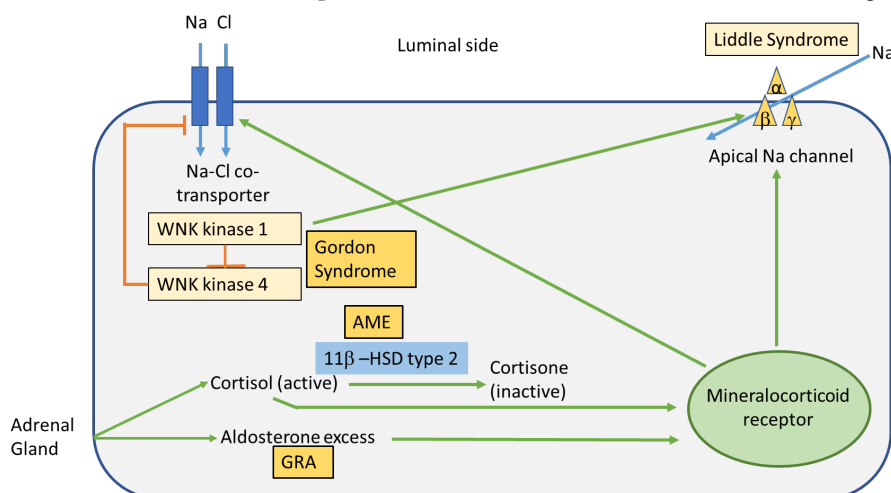 Na Cl
Luminal side
Liddle Syndrome
Na
α
β γ
Na-Cl co-
transporter
Apical Na channel
WNK kinase 1
Gordon
Syndrome
WNK kinase 4
AME
11β –HSD type 2
Cortisol (active)
Cortisone
(inactive)
Mineralocorticoid
receptor
Adrenal
Gland
Aldosterone excess
GRA